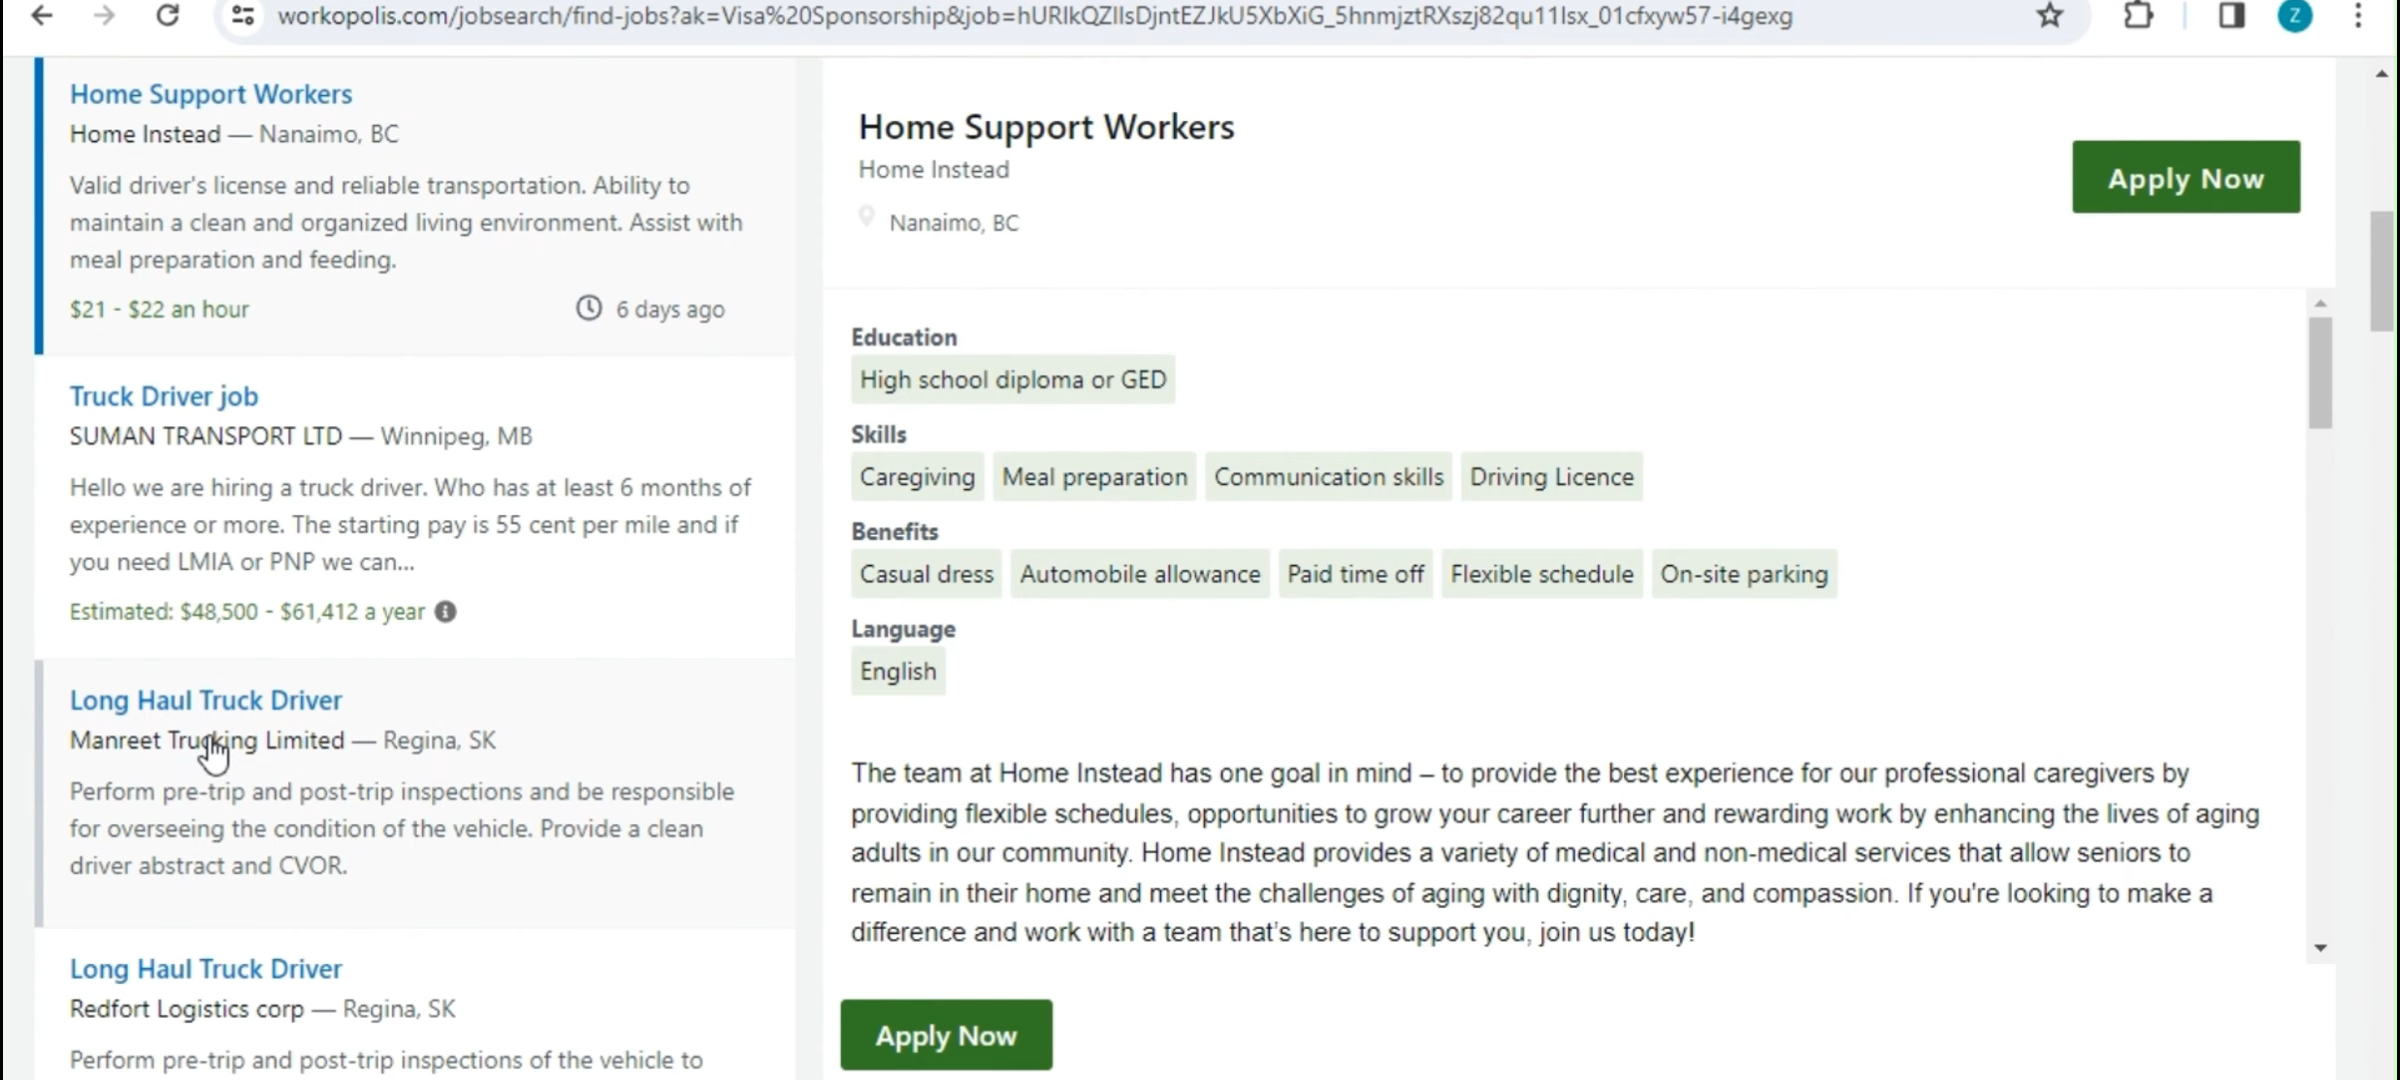 workopolis.com/jobsearch/find-jobs?ak=Visa%20Sponsorship&job=hURIkQZIlsDjntEZJkU5XbXiG_5hnmjztRXszj82qu11lsx_01cfxyw57-i4gexg
Z
Home Support Workers
Home Instead — Nanaimo, BC
Valid driver's license and reliable transportation. Ability to
maintain a clean and organized living environment. Assist with
meal preparation and feeding.
$21 - $22 an hour
6 days ago
Truck Driver job
SUMAN TRANSPORT LTD — Winnipeg, MB
Hello we are hiring a truck driver. Who has at least 6 months of
experience or more. The starting pay is 55 cent per mile and if
you need LMIA or PNP we can...
Estimated: $48,500 - $61,412 a year
Long Haul Truck Driver
Manreet Trucking Limited — Regina, SK
Perform pre-trip and post-trip inspections and be responsible
for overseeing the condition of the vehicle. Provide a clean
driver abstract and CVOR.
Long Haul Truck Driver
Redfort Logistics corp — Regina, SK
Perform pre-trip and post-trip inspections of the vehicle to
Home Support Workers
Home Instead
Nanaimo, BC
Apply Now
Education
High school diploma or GED
Skills
Caregiving Meal preparation Communication skills Driving Licence
Benefits
Casual dress Automobile allowance Paid time off Flexible schedule On-site parking
Language
English
The team at Home Instead has one goal in mind – to provide the best experience for our professional caregivers by
providing flexible schedules, opportunities to grow your career further and rewarding work by enhancing the lives of aging
adults in our community. Home Instead provides a variety of medical and non-medical services that allow seniors to
remain in their home and meet the challenges of aging with dignity, care, and compassion. If you're looking to make a
difference and work with a team that's here to support you, join us today!
Apply Now